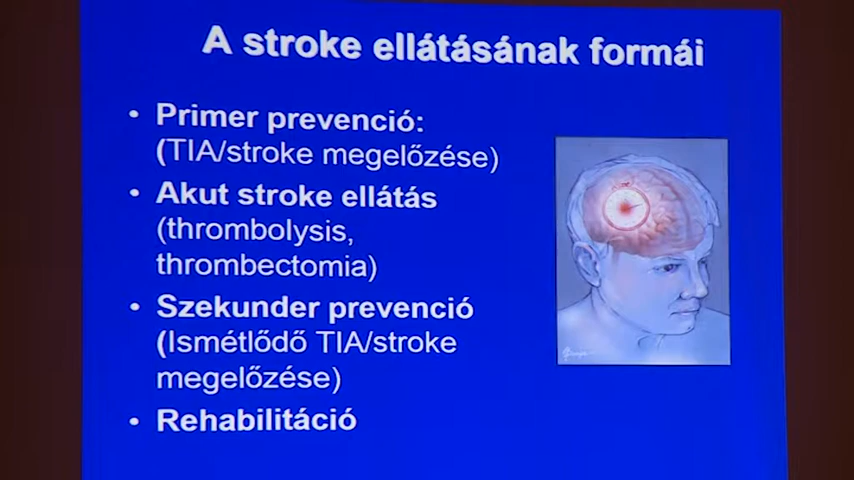 A stroke ellátásának formái
• Primer prevenció:
(TIA/stroke megelőzése)
• Akut stroke ellátás
(thrombolysis,
thrombectomia)
• Szekunder prevenció
(Ismétlődő TIA/stroke
megelőzése)
• Rehabilitáció